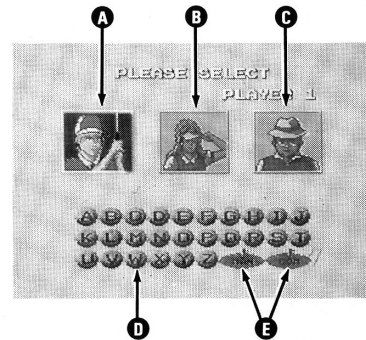 A B C
PLEASE SELECT
PLAYER 1
A B C D E F G H I J
K L M N O P Q R S T
U V W X Y Z
D E